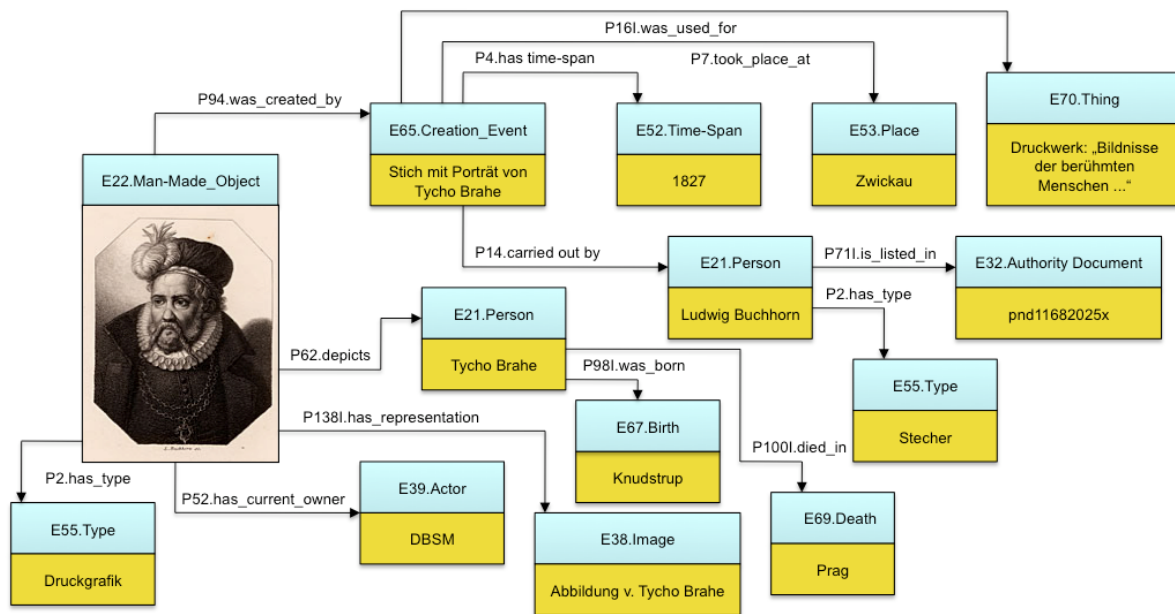 P16I.was_used_for
P4.has time-span
P7.took_place_at
P94.was_created_by
E70.Thing
Druckwerk: „Bildnisse
der berühmten
Menschen ...“
E65.Creation_Event
Stich mit Porträt von
Tycho Brahe
E52.Time-Span
1827
E53.Place
Zwickau
E22.Man-Made_Object
P14.carried out by
E21.Person
Ludwig Buchhorn
P71I.is_listed_in
E32.Authority Document
pnd11682025x
P2.has_type
E21.Person
Tycho Brahe
P62.depicts
P98I.was_born
E55.Type
Stecher
P138I.has_representation
E67.Birth
Knudstrup
P100I.died_in
P2.has_type
P52.has_current_owner
E39.Actor
DBSM
E69.Death
Prag
E55.Type
Druckgrafik
E38.Image
Abbildung v. Tycho Brahe